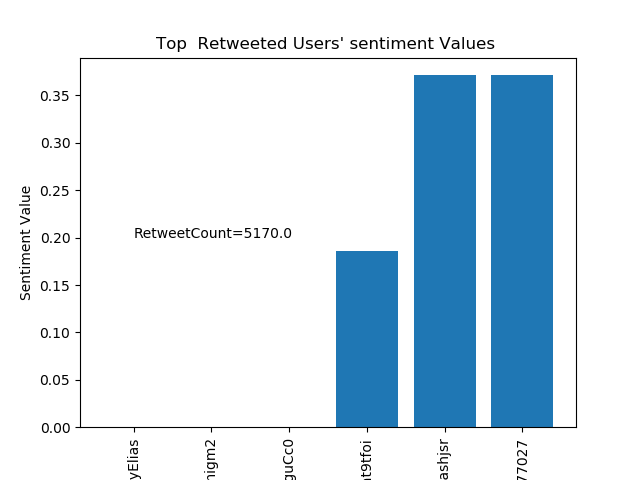 Top  Retweeted Users' sentiment Values
Sentiment Value
0.35
0.30
0.25
0.20
0.15
0.10
0.05
0.00
RetweetCount=5170.0
yElias
nigm2
guCc0
at9tfoi
ashjsr
77027